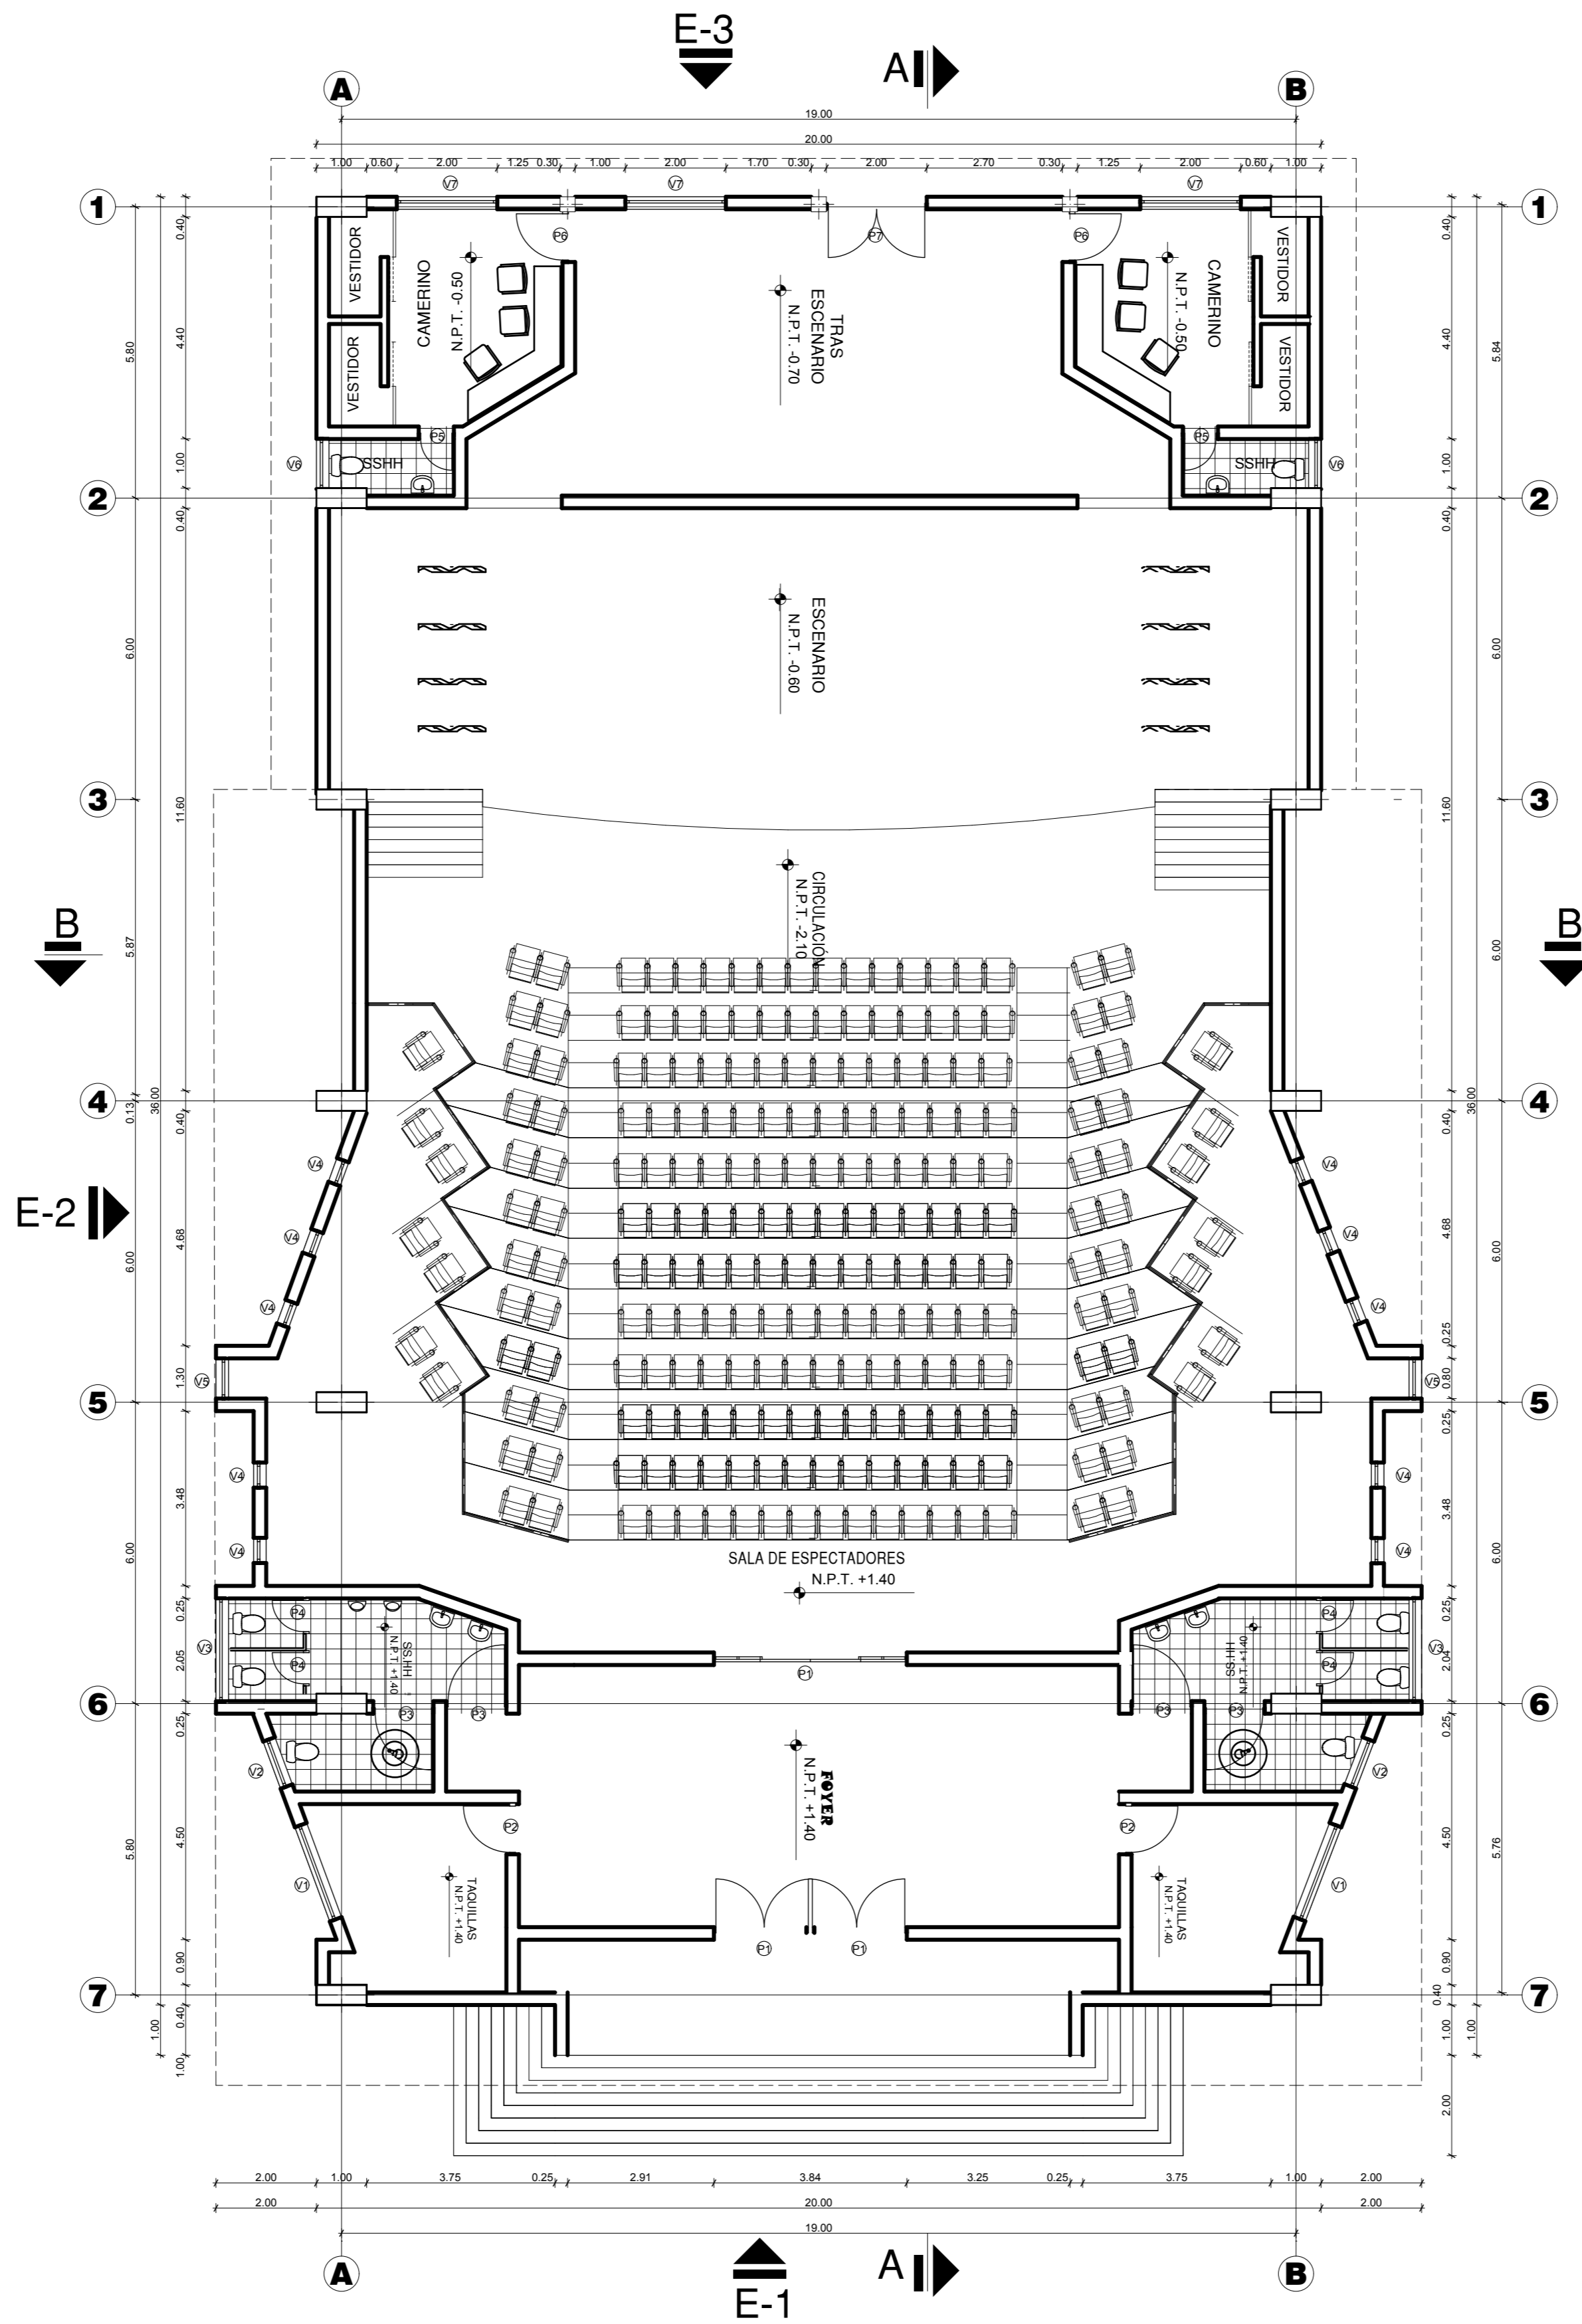 E-3
A
A
B
19.00
20.00
1.00 0.60 2.00 1.25 0.30 1.00 2.00 1.70 0.30 2.00 2.70 0.30 1.25 2.00 0.60 1.00
V7 V7 V7
1 1
P6 P7 P6
VESTIDOR
VESTIDOR
CAMERINO
N.P.T. -0.50
TRAS
ESCENARIO
N.P.T. -0.70
CAMERINO
N.P.T. -0.50
VESTIDOR
VESTIDOR
0.40 0.40
5.80 4.40 4.40 5.84
P5 P5
V6 SSHH SSHH V6
1.00 1.00
2 2
0.40 0.40
ESCENARIO
N.P.T. -0.60
6.00 6.00
3 3
11.60 11.60
CIRCULACIÓN
N.P.T. -2.10
B B
5.87 6.00
4 4
0.13 36.00 0.40 0.40 36.00
V4 V4
E-2
V4 V4
6.00 4.68 4.68 6.00
V4 V4
0.25
1.30 V5 V5 0.80
5 5
0.25
V4 V4
6.00 3.48 3.48 6.00
V4 V4
SALA DE ESPECTADORES
N.P.T. +1.40
0.25 0.25
P4 P4
SS.HH
N.P.T +1.40
SS.HH
N.P.T +1.40
2.05 V3 P4 P4 V3 2.04
P1
6 6
P3 P3 P3 P3
0.25 0.25
V2 V2
FOYER
N.P.T. +1.40
P2 P2
5.80 4.50 4.50 5.76
V1 V1
TAQUILLAS
N.P.T. +1.40
TAQUILLAS
N.P.T. +1.40
P1 P1
0.90 0.90
7 7
0.40 0.40
1.00 1.00 1.00 1.00
2.00
2.00 1.00 3.75 0.25 2.91 3.84 3.25 0.25 3.75 1.00 2.00
2.00 20.00 2.00
19.00
A
E-1
A
B